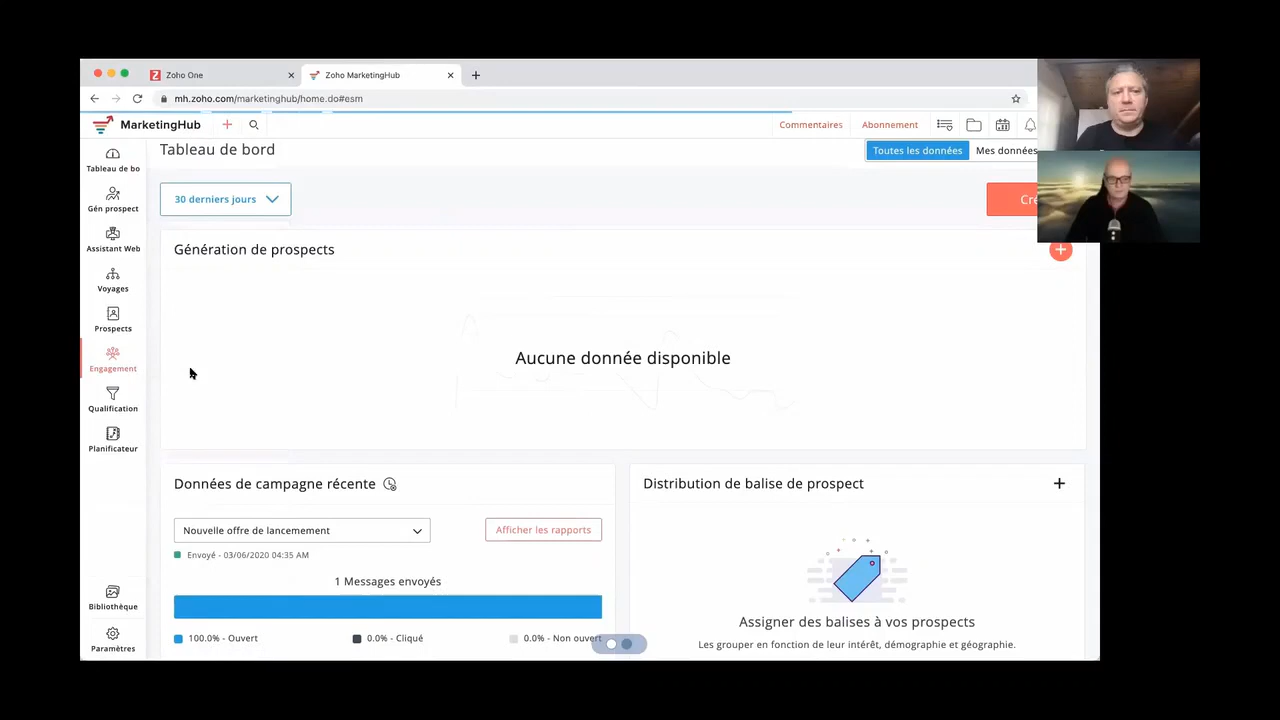 Zoho One
Zoho MarketingHub
mh.zoho.com/marketinghub/home.do#esm
MarketingHub
Commentaires
Abonnement
Tableau de bord
Toutes les données
Mes données
Tableau de bo
Gén prospect
Assistant Web
Voyages
Prospects
Engagement
Qualification
Planificateur
Bibliothèque
Paramètres
30 derniers jours
Génération de prospects
Aucune donnée disponible
Données de campagne récente
Nouvelle offre de lancemement
Afficher les rapports
Envoyé - 03/06/2020 04:35 AM
1 Messages envoyés
100.0% - Ouvert
0.0% - Cliqué
0.0% - Non ouvert
Distribution de balise de prospect
Assigner des balises à vos prospects
Les grouper en fonction de leur intérêt, démographie et géographie.